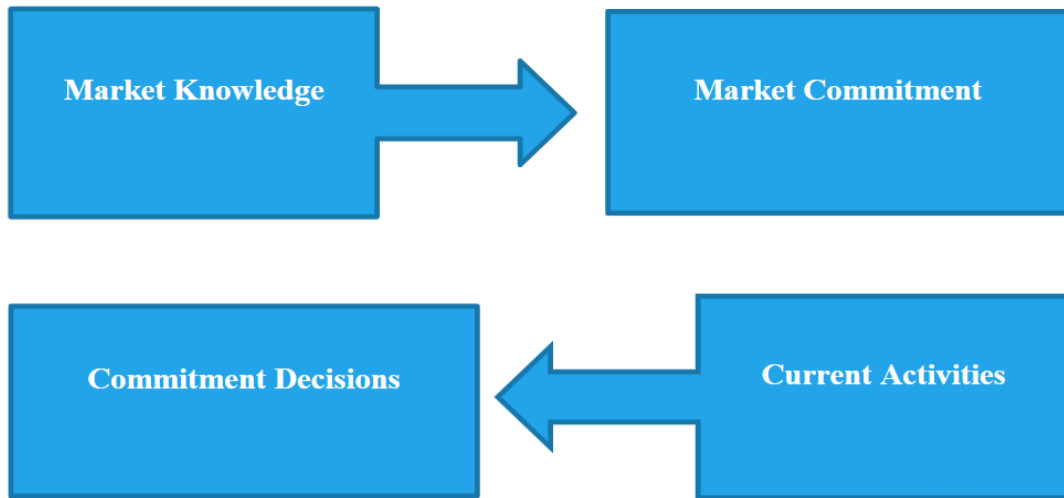 Market Knowledge
Market Commitment
Commitment Decisions
Current Activities